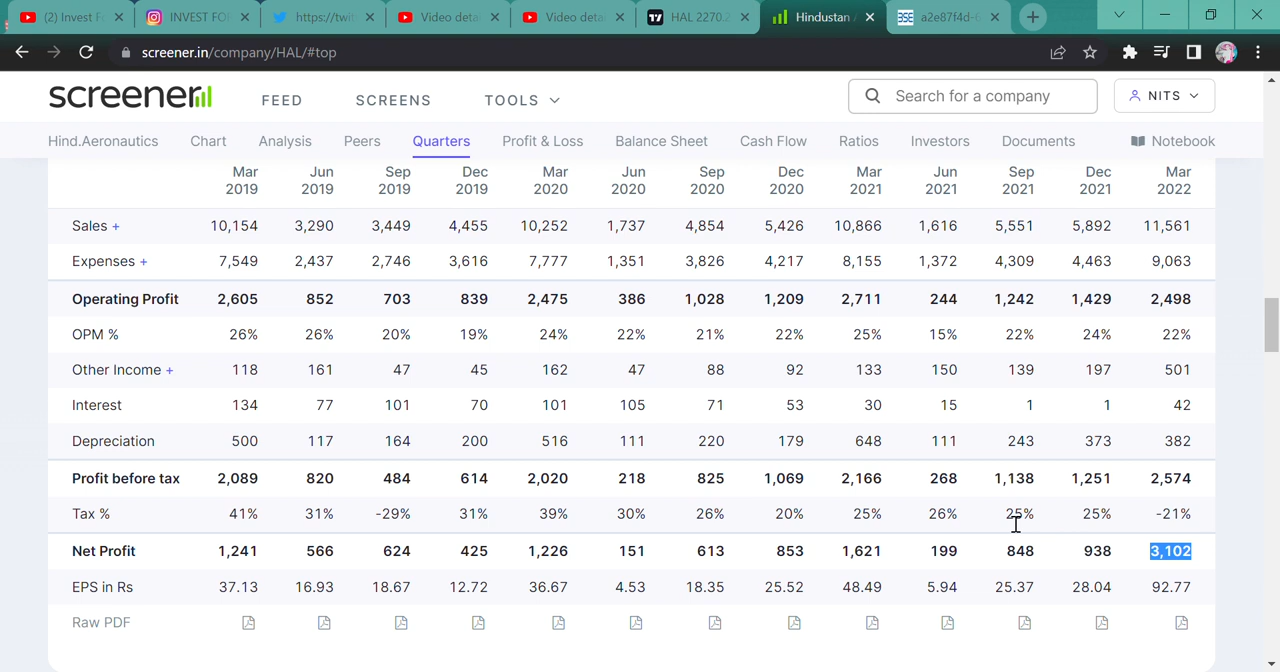 (2) Invest F
INVEST FO
https://twit
Video deta
Video deta
HAL 2270.2
Hindustan A
BSE a2e87f4d-6
screener.in/company/HAL/#top
screener
FEED SCREENS TOOLS
Search for a company
NITS
Hind.Aeronautics Chart Analysis Peers Quarters Profit & Loss Balance Sheet Cash Flow Ratios Investors Documents Notebook
Mar Jun Sep Dec Mar Jun Sep Dec Mar Jun Sep Dec Mar
2019 2019 2019 2019 2020 2020 2020 2020 2021 2021 2021 2021 2022
Sales + 10,154 3,290 3,449 4,455 10,252 1,737 4,854 5,426 10,866 1,616 5,551 5,892 11,561
Expenses + 7,549 2,437 2,746 3,616 7,777 1,351 3,826 4,217 8,155 1,372 4,309 4,463 9,063
Operating Profit 2,605 852 703 839 2,475 386 1,028 1,209 2,711 244 1,242 1,429 2,498
OPM % 26% 26% 20% 19% 24% 22% 21% 22% 25% 15% 22% 24% 22%
Other Income + 118 161 47 45 162 47 88 92 133 150 139 197 501
Interest 134 77 101 70 101 105 71 53 30 15 1 1 42
Depreciation 500 117 164 200 516 111 220 179 648 111 243 373 382
Profit before tax 2,089 820 484 614 2,020 218 825 1,069 2,166 268 1,138 1,251 2,574
Tax % 41% 31% -29% 31% 39% 30% 26% 20% 25% 26% 25% 25% -21%
Net Profit 1,241 566 624 425 1,226 151 613 853 1,621 199 848 938 3,102
EPS in Rs 37.13 16.93 18.67 12.72 36.67 4.53 18.35 25.52 48.49 5.94 25.37 28.04 92.77
Raw PDF